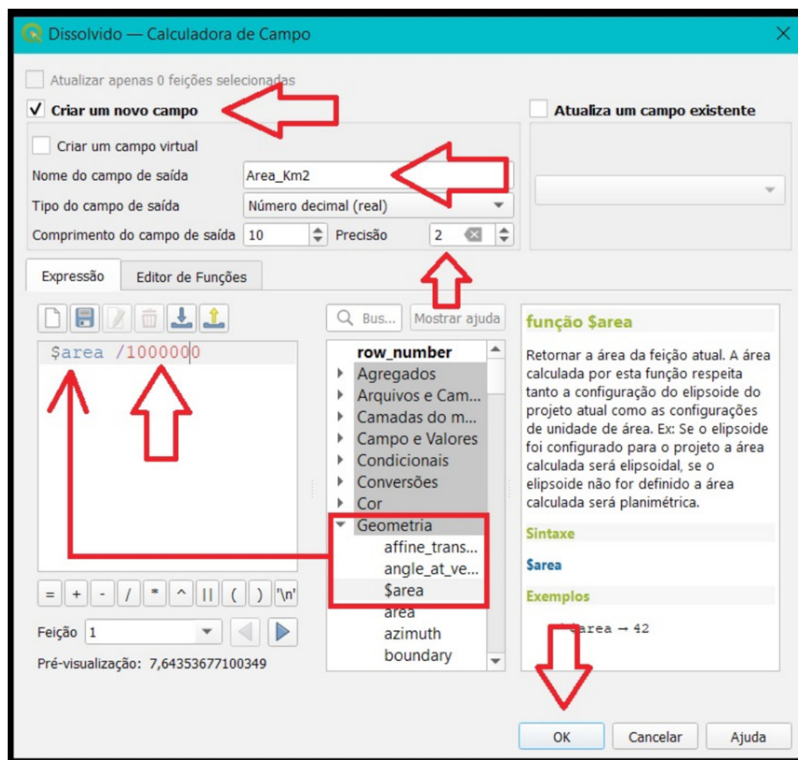 Dissolvido — Calculadora de Campo
Atualizar apenas 0 feições selecionadas
Criar um novo campo
Atualiza um campo existente
Criar um campo virtual
Nome do campo de saída Area_Km2
Tipo do campo de saída Número decimal (real)
Comprimento do campo de saída 10 Precisão 2
Expressão Editor de Funções
Bus... Mostrar ajuda
$area /1000000
row_number
Agregados
Arquivos e Cam...
Camadas do m...
Campo e Valores
Condicionais
Conversões
Cor
Geometria
affine_trans...
angle_at_ve...
$area
area
azimuth
boundary
função $area
Retornar a área da feição atual. A área
calculada por esta função respeita
tanto a configuração do elipsoide do
projeto atual como as configurações
de unidade de área. Ex: Se o elipsoide
foi configurado para o projeto a área
calculada será elipsoidal, se o
elipsoide não for definido a área
calculada será planimétrica.
Sintaxe
$area
Exemplos
$area → 42
= + - / * ^ || ( ) '\n'
Feição 1
Pré-visualização: 7,64353677100349
OK Cancelar Ajuda